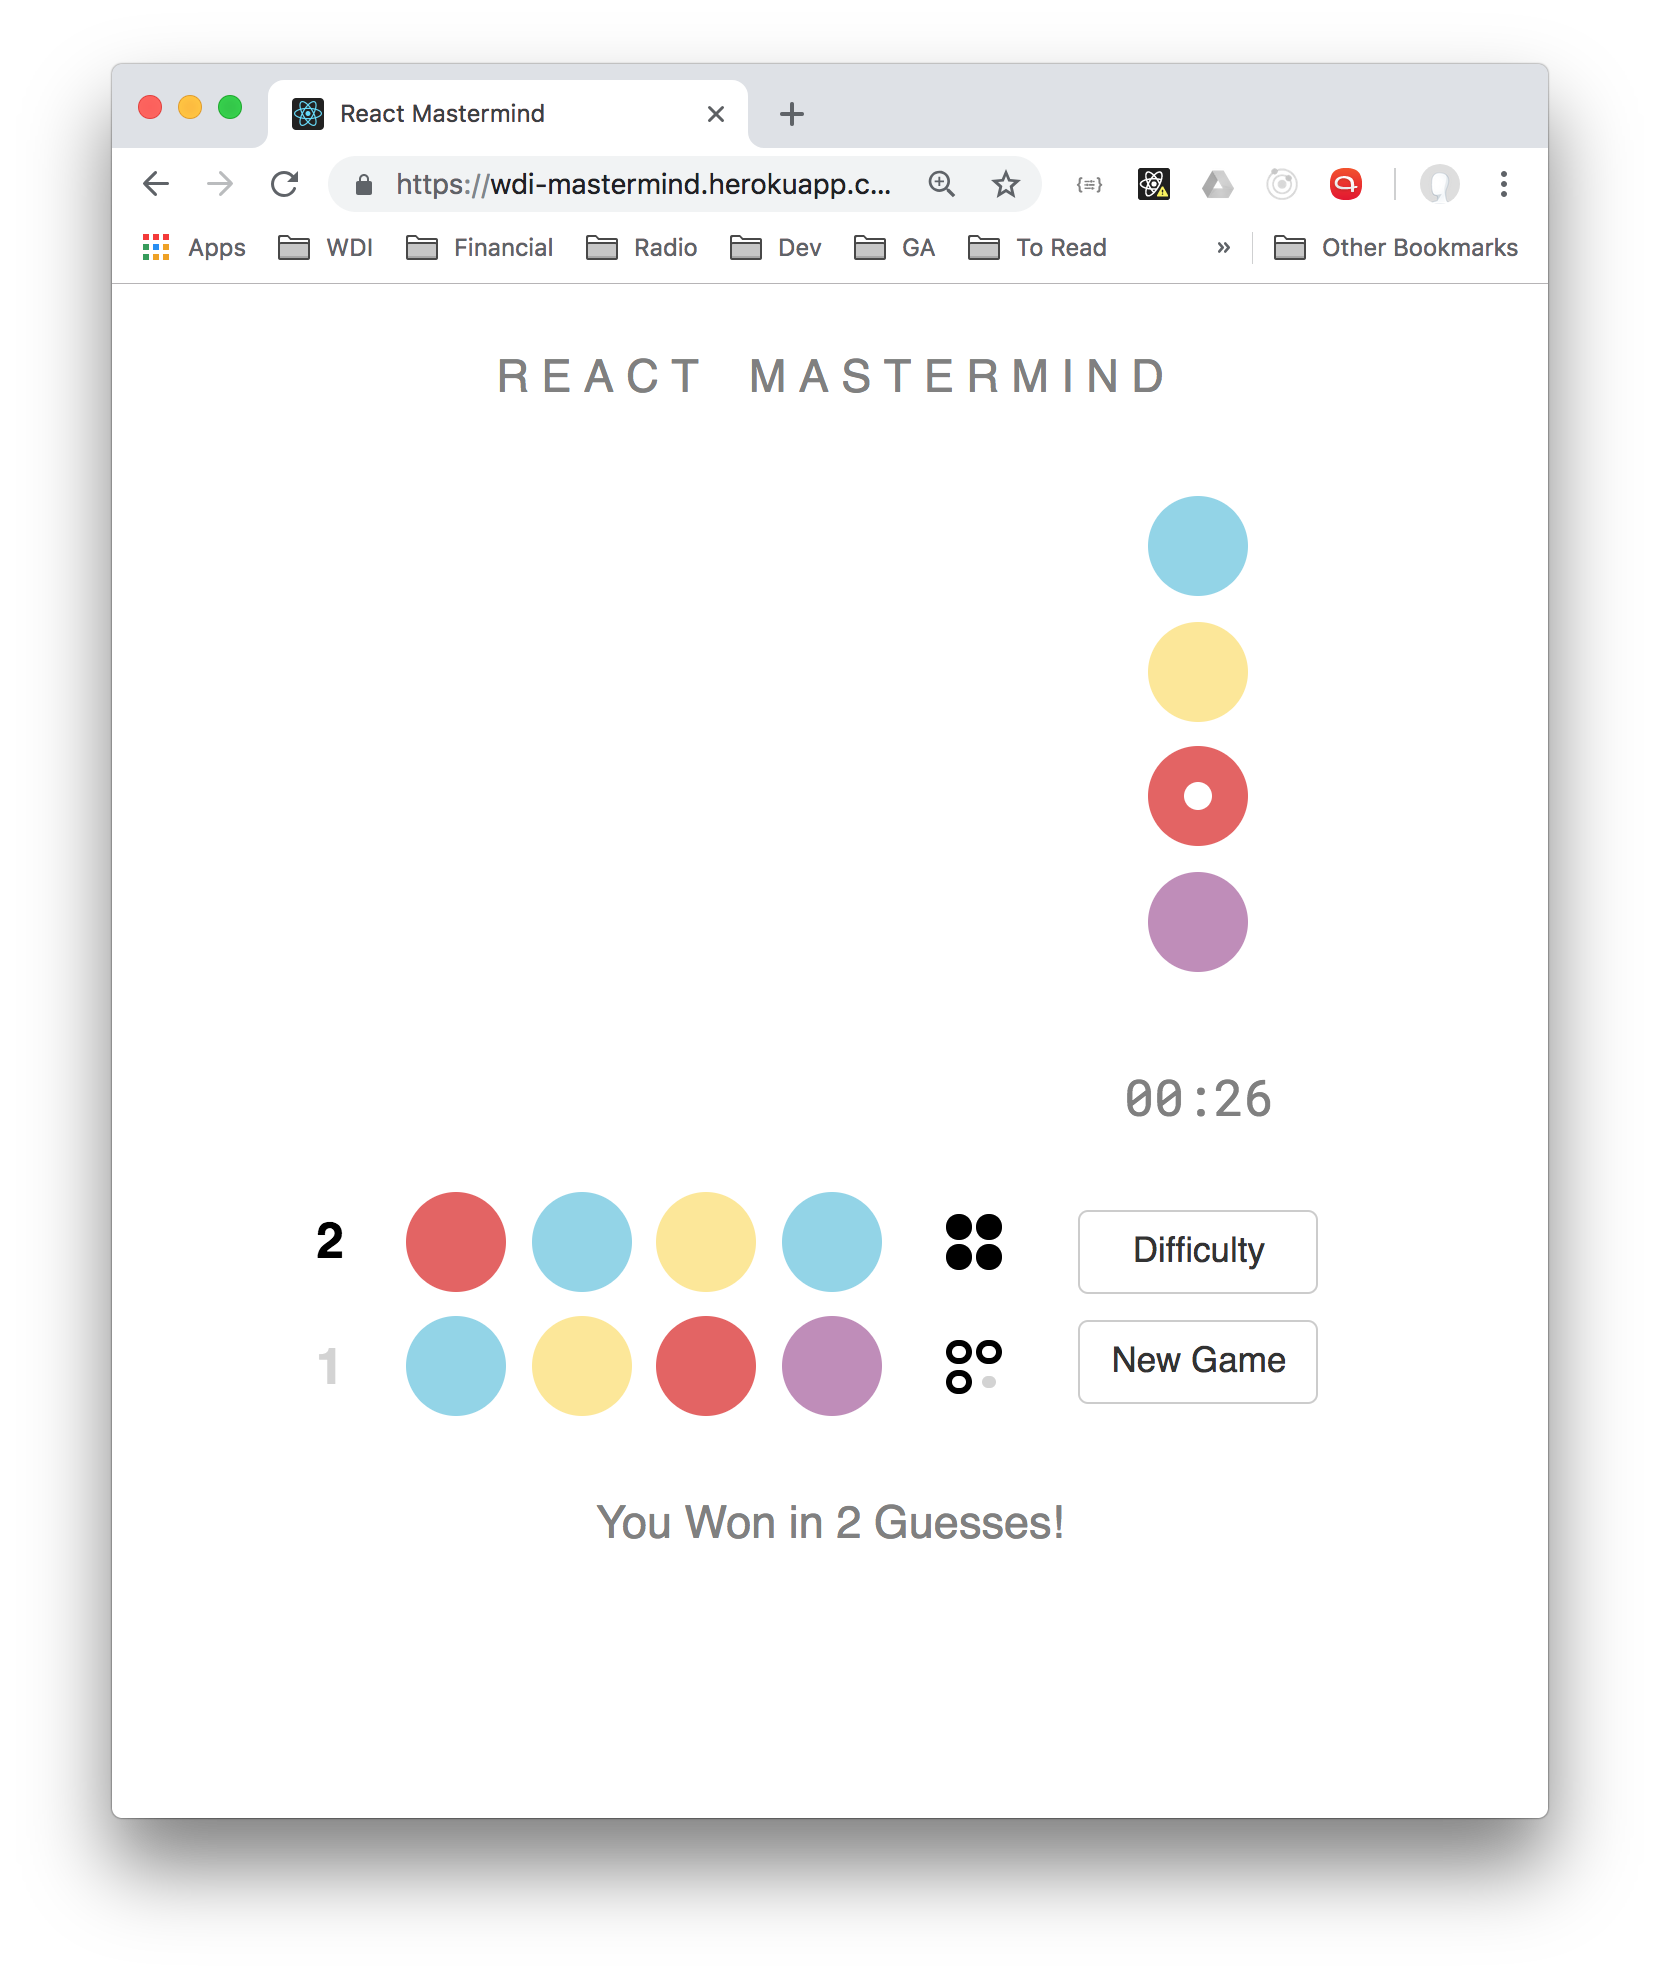 React Mastermind
https://wdi-mastermind.herokuapp.c...
Apps WDI Financial Radio Dev GA To Read » Other Bookmarks
REACT MASTERMIND
00:26
2 Difficulty
1 New Game
You Won in 2 Guesses!